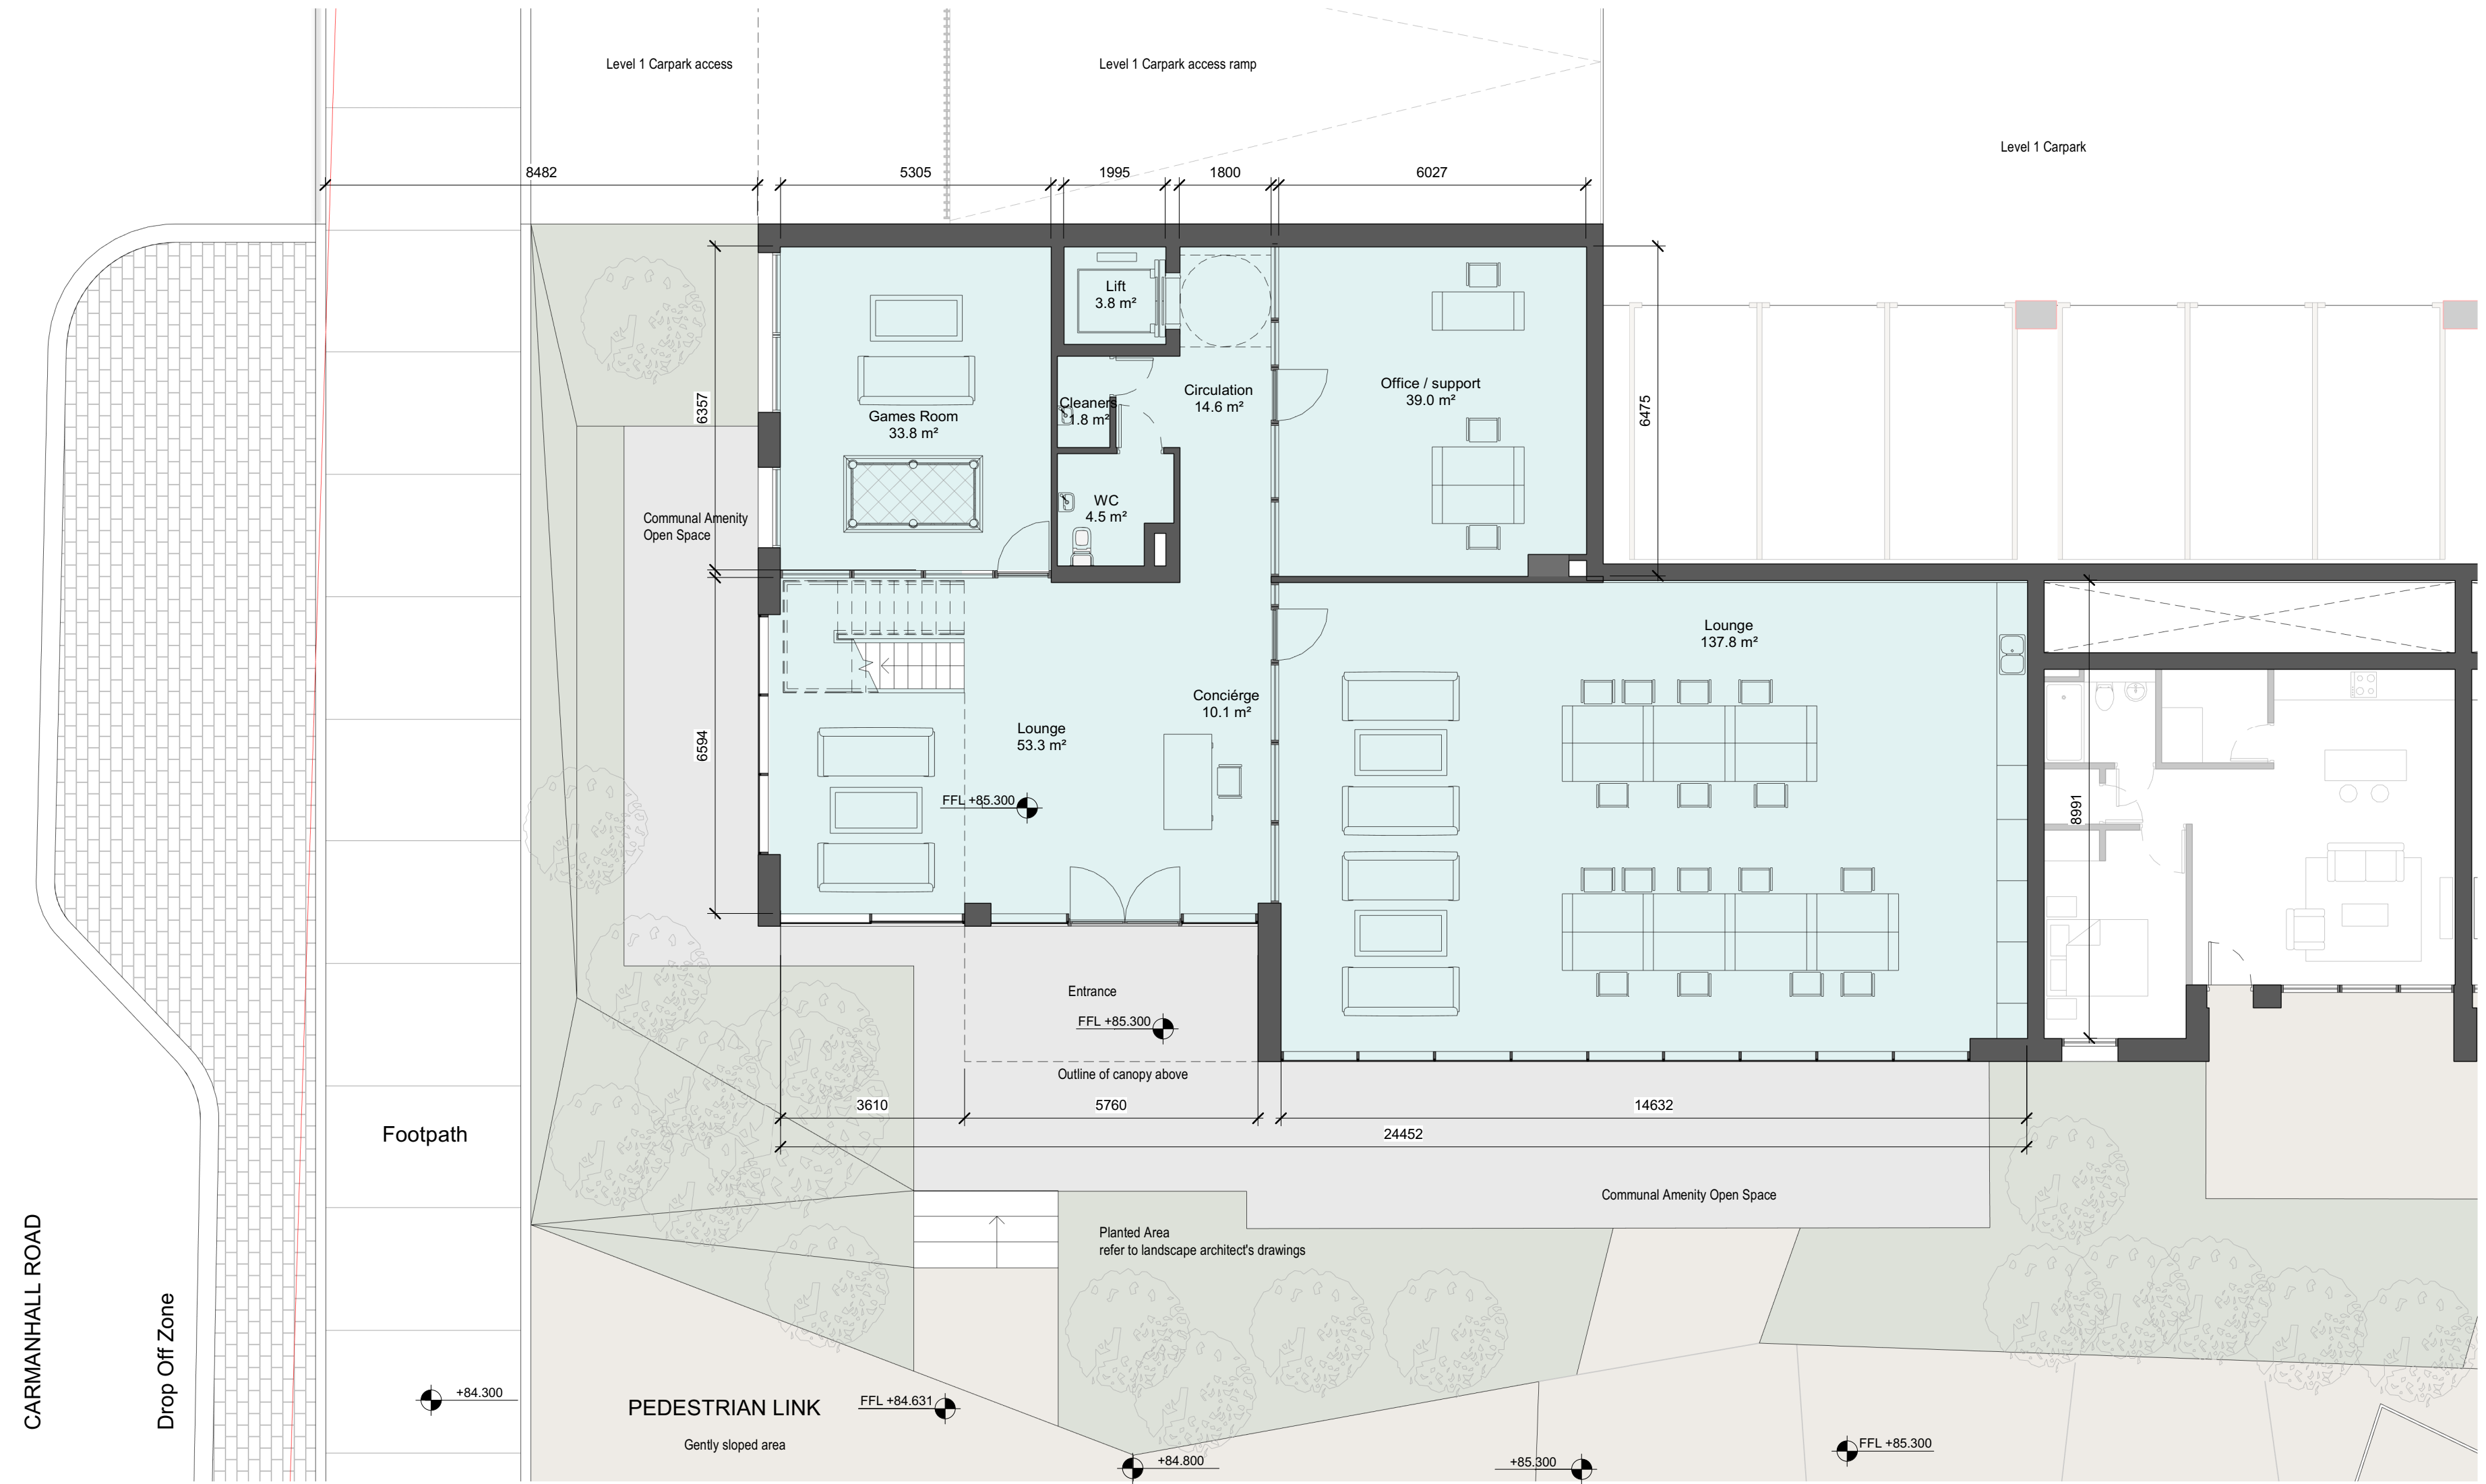 Level 1 Carpark access
Level 1 Carpark access ramp
Level 1 Carpark
8482
5305
1995
1800
6027
Lift
3.8 m²
6357
Games Room
33.8 m²
Cleaners
1.8 m²
Circulation
14.6 m²
Office / support
39.0 m²
6475
WC
4.5 m²
Communal Amenity
Open Space
Lounge
137.8 m²
Conciérge
10.1 m²
Lounge
53.3 m²
6594
FFL +85.300
8991
Entrance
FFL +85.300
Outline of canopy above
3610
5760
14632
24452
Footpath
Communal Amenity Open Space
Planted Area
refer to landscape architect's drawings
CARMANHALL ROAD
Drop Off Zone
+84.300
PEDESTRIAN LINK
FFL +84.631
Gently sloped area
+84.800
+85.300
FFL +85.300